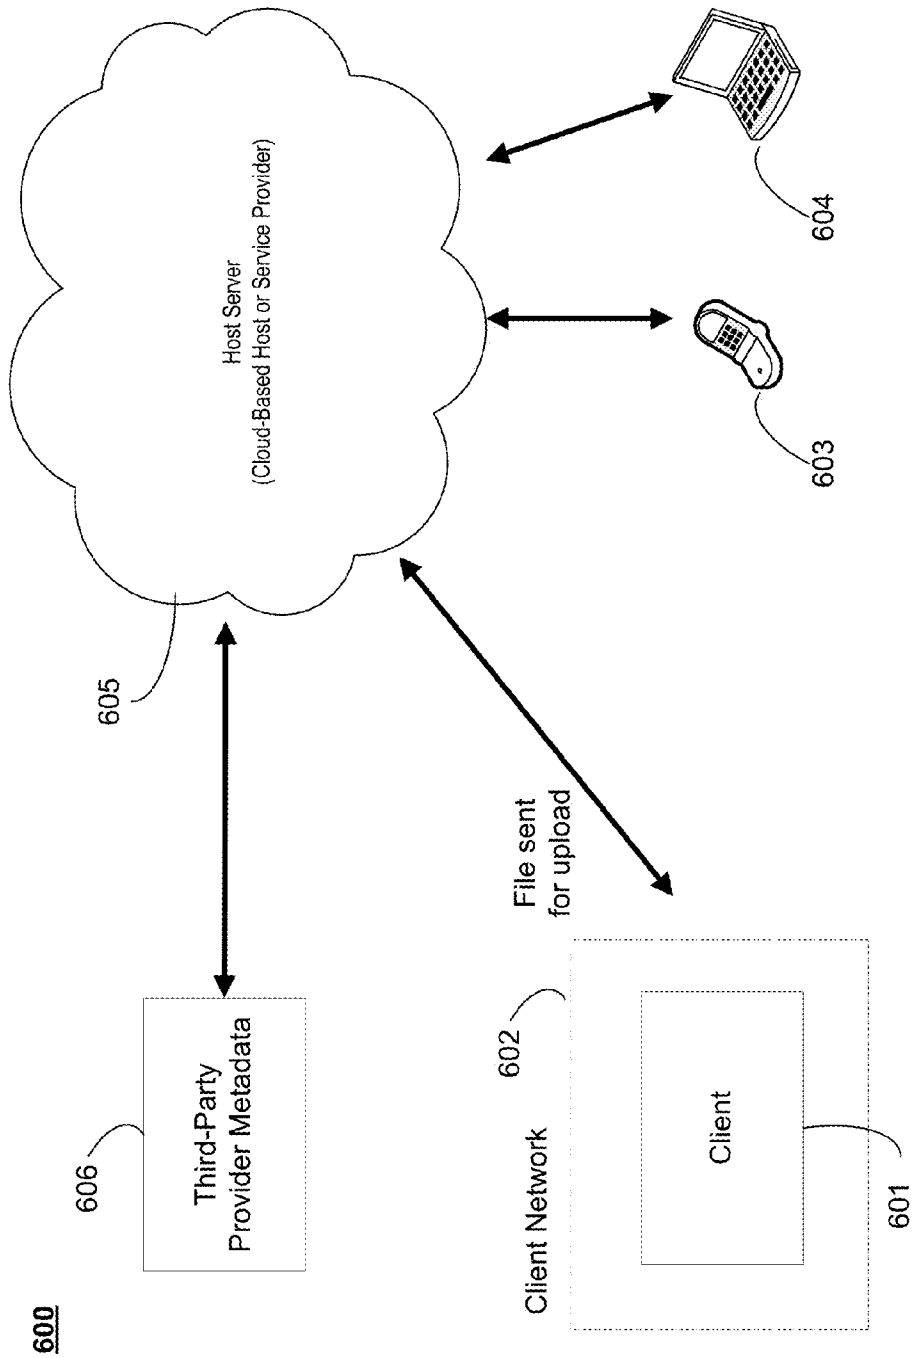 600
606
Third-Party
Provider Metadata
605
Host Server
(Cloud-Based Host or Service Provider)
Client Network
602
File sent
for upload
Client
601
603
604